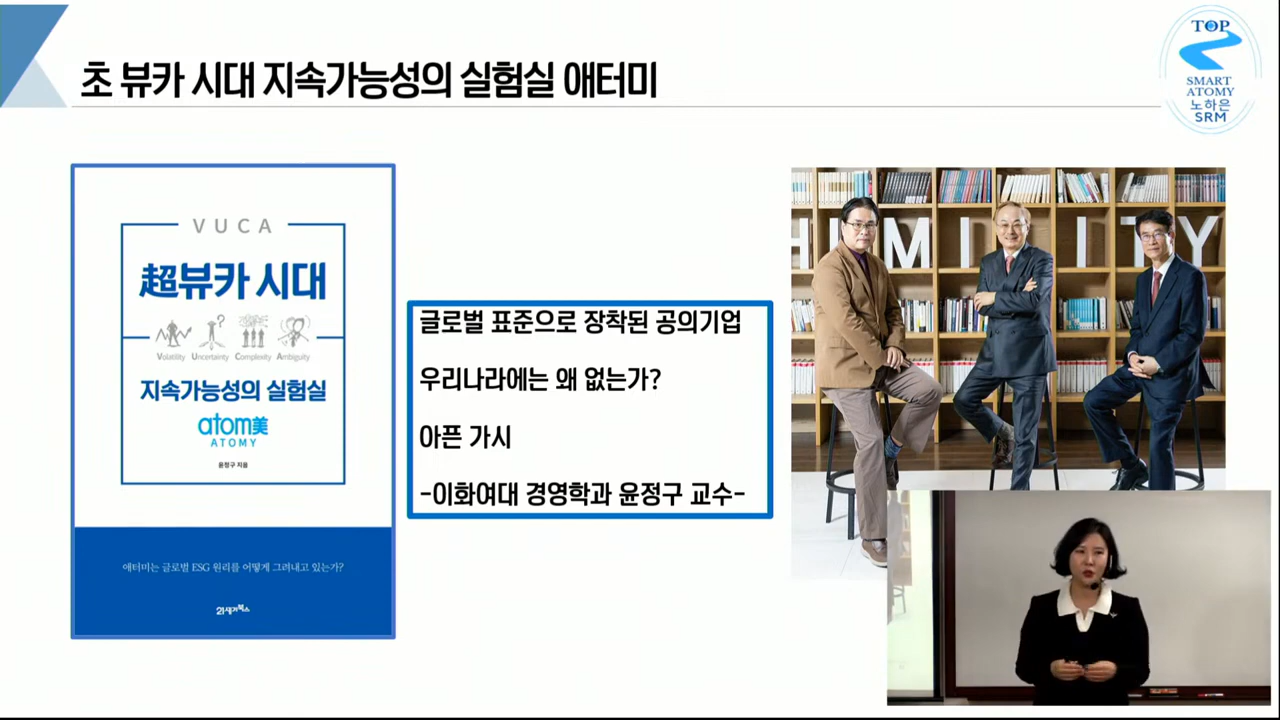 초 뷰카 시대 지속가능성의 실험실 애터미
TOP
SMART
ATOMY
노하은
SRM
VUCA
超뷰카 시대
Volatility Uncertainty Complexity Ambiguity
지속가능성의 실험실
atom美
ATOMY
윤정구 지음
애터미는 글로벌 ESG 원리를 어떻게 그려내고 있는가?
21세기북스
글로벌 표준으로 장착된 공의기업
우리나라에는 왜 없는가?
아픈 가시
-이화여대 경영학과 윤정구 교수-
HUMILITY